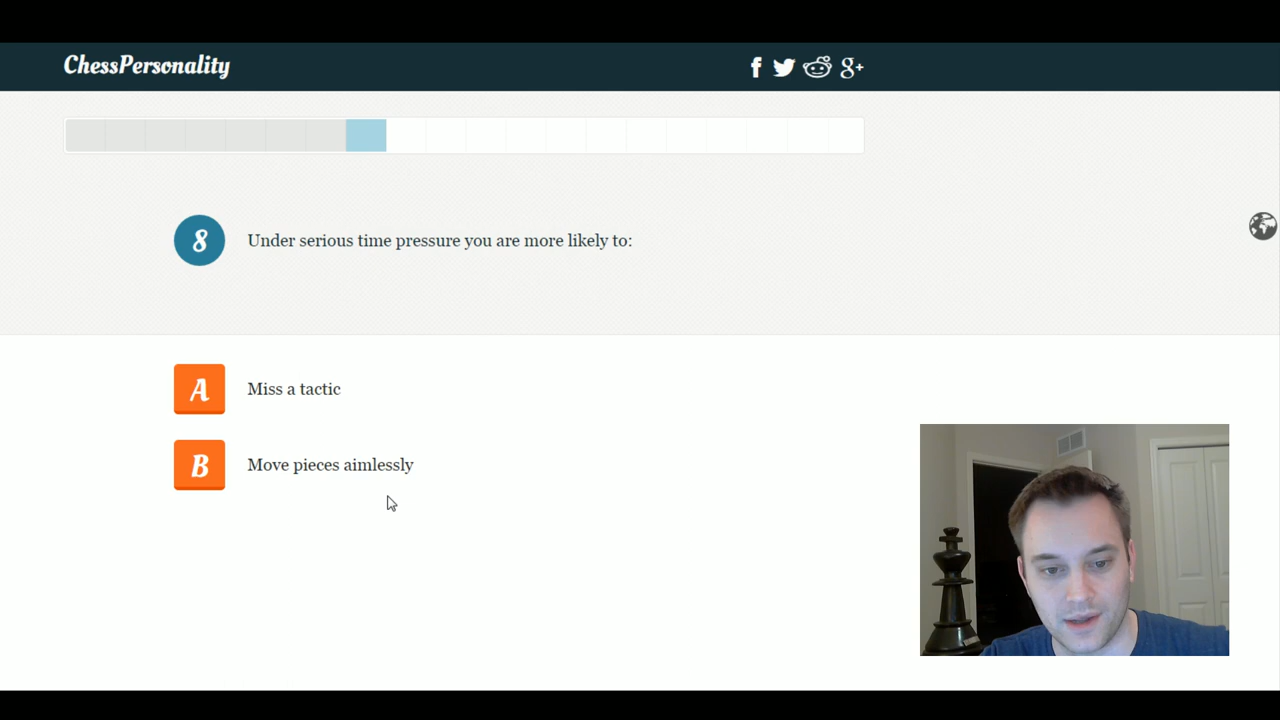 ChessPersonality
8
Under serious time pressure you are more likely to:
A
Miss a tactic
B
Move pieces aimlessly